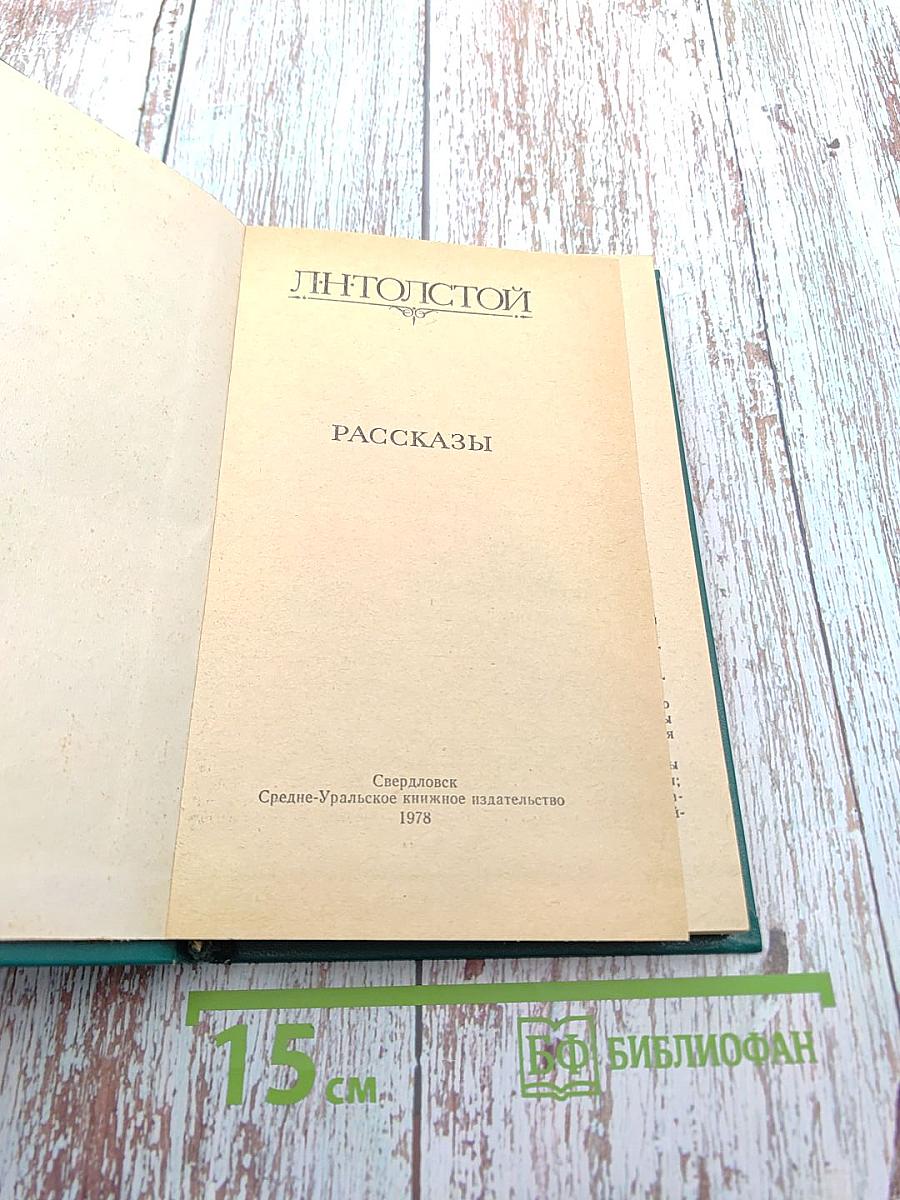 Л·Н·ТОЛСТОЙ
РАССКАЗЫ
Свердловск
Средне-Уральское книжное издательство
1978
15 см
БФ БИБЛИОФАН